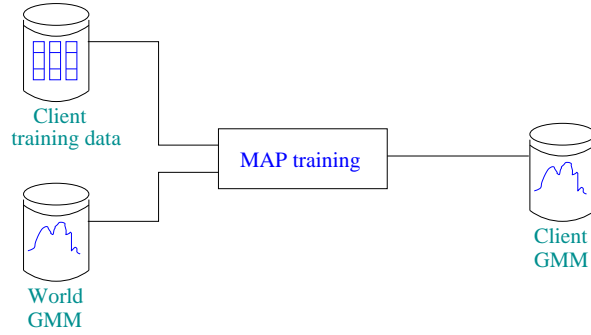 Client
training data
MAP training
World
GMM
Client
GMM